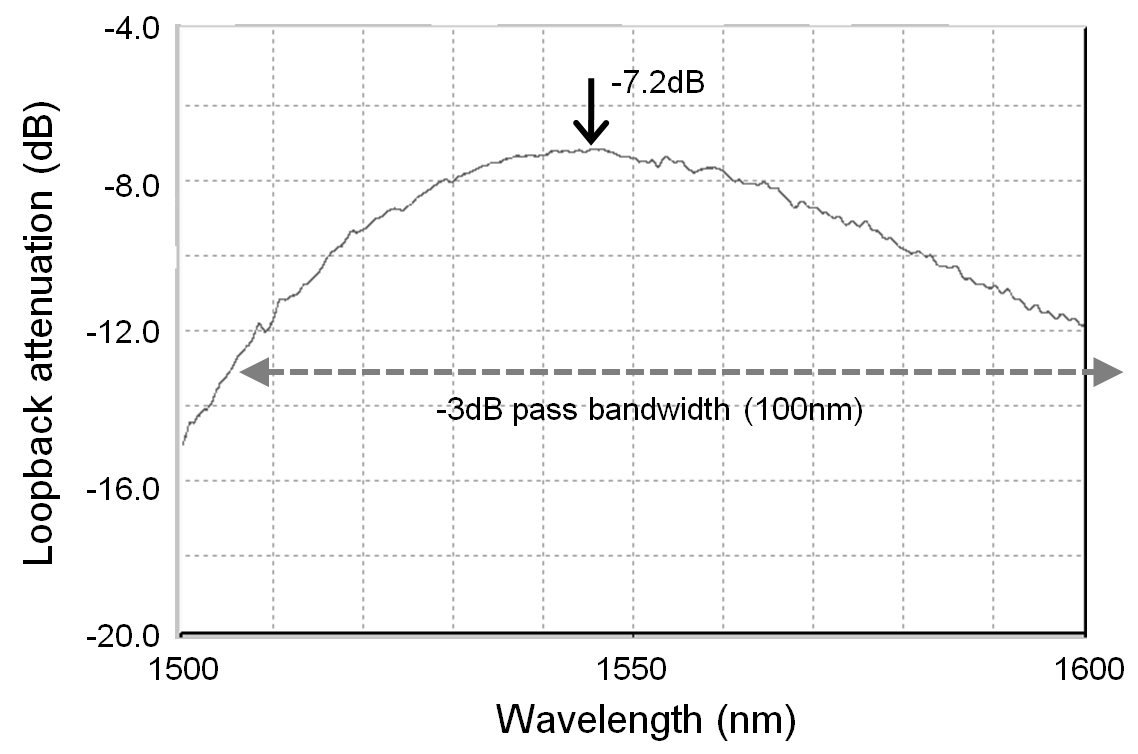 -4.0
-7.2dB
-8.0
Loopback attenuation (dB)
-12.0
-3dB pass bandwidth (100nm)
-16.0
-20.0
1500 1550 1600
Wavelength (nm)